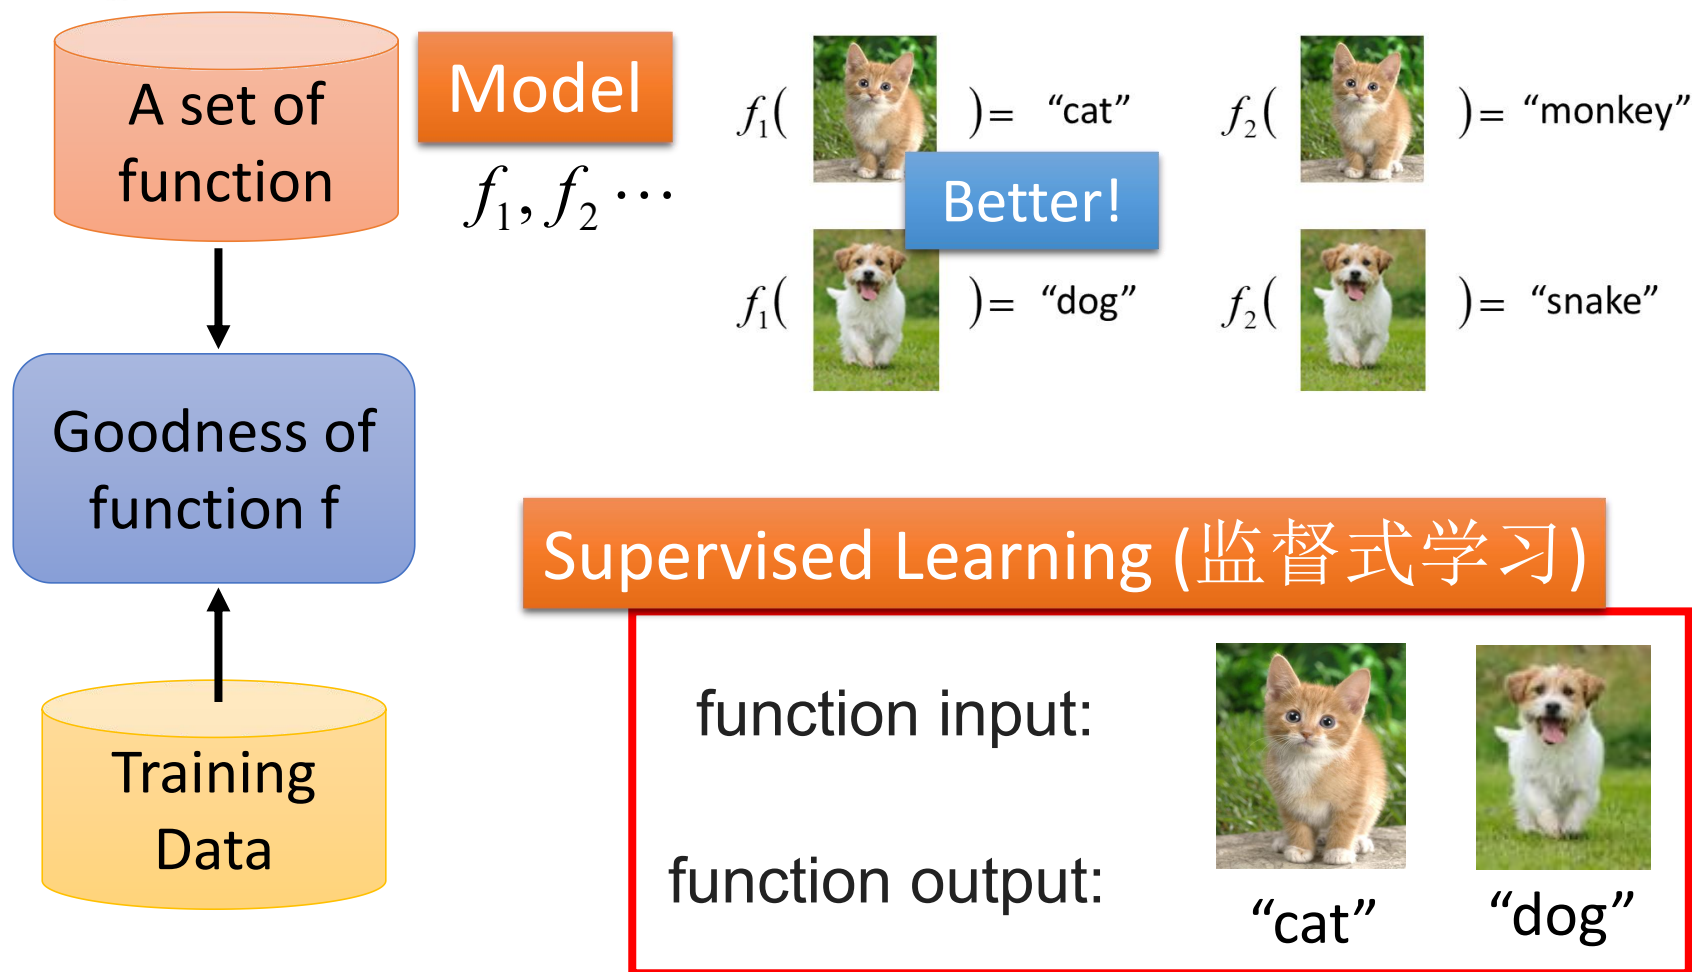 A set of
function
Model
f1, f2 ⋯
f1( )= “cat”
f2( )= “monkey”
Better!
f1( )= “dog”
f2( )= “snake”
Goodness of
function f
Supervised Learning (监督式学习)
function input:
Training
Data
function output:
“cat”
“dog”